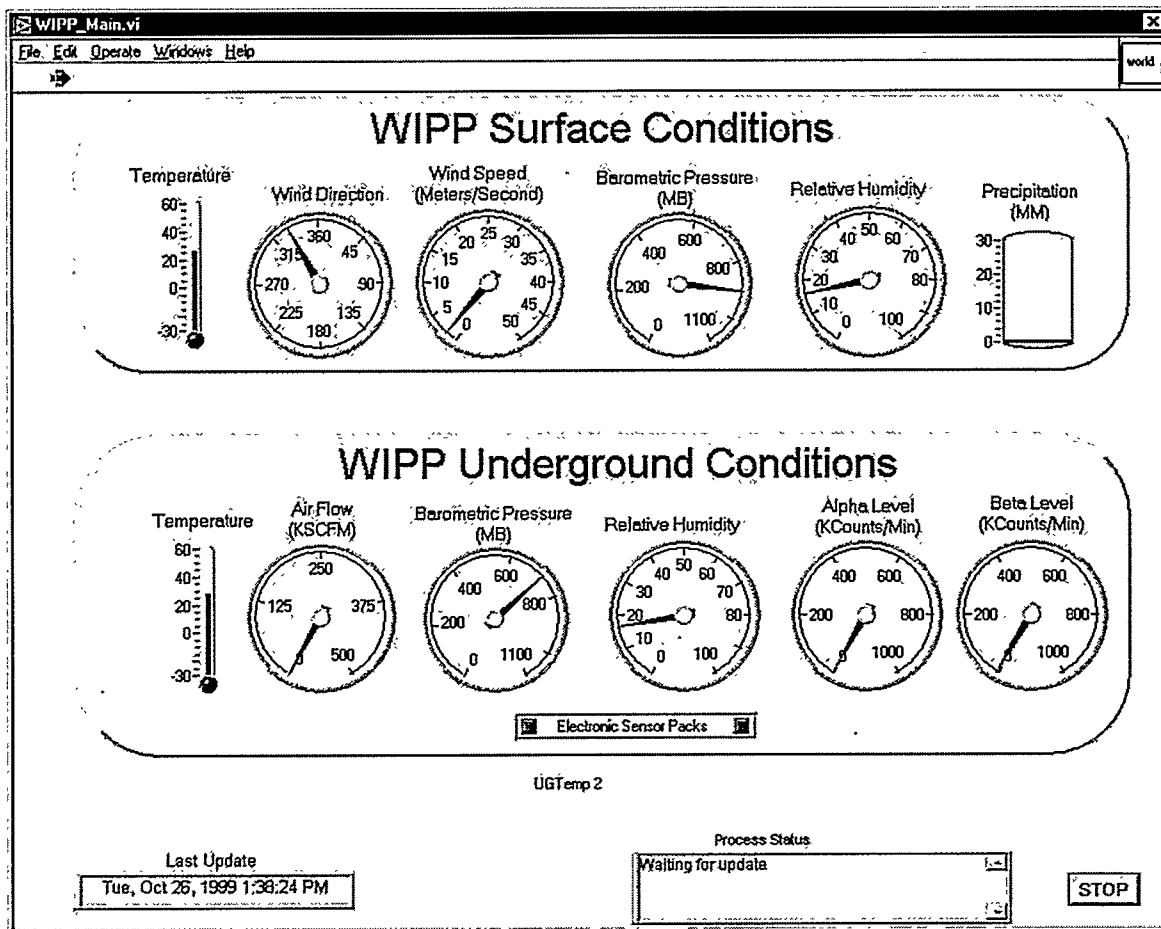 WIPP_Main.vi
File Edit Operate Windows Help
world
WIPP Surface Conditions
Temperature
60
40
20
0
-30
Wind Direction
360
45
90
135
180
225
270
315
Wind Speed
(Meters/Second)
0
5
10
15
20
25
30
35
40
45
50
Barometric Pressure
(MB)
0
200
400
600
800
1100
Relative Humidity
0
10
20
30
40
50
60
70
80
100
Precipitation
(MM)
30
20
10
0
WIPP Underground Conditions
Temperature
60
40
20
0
-30
Air Flow
(KSCFM)
0
125
250
375
500
Barometric Pressure
(MB)
0
200
400
600
800
1100
Relative Humidity
0
10
20
30
40
50
60
70
80
100
Alpha Level
(KCounts/Min)
0
200
400
600
800
1000
Beta Level
(KCounts/Min)
0
200
400
600
800
1000
Electronic Sensor Packs
UGTemp 2
Last Update
Tue, Oct 26, 1999 1:38:24 PM
Process Status
Waiting for update
STOP